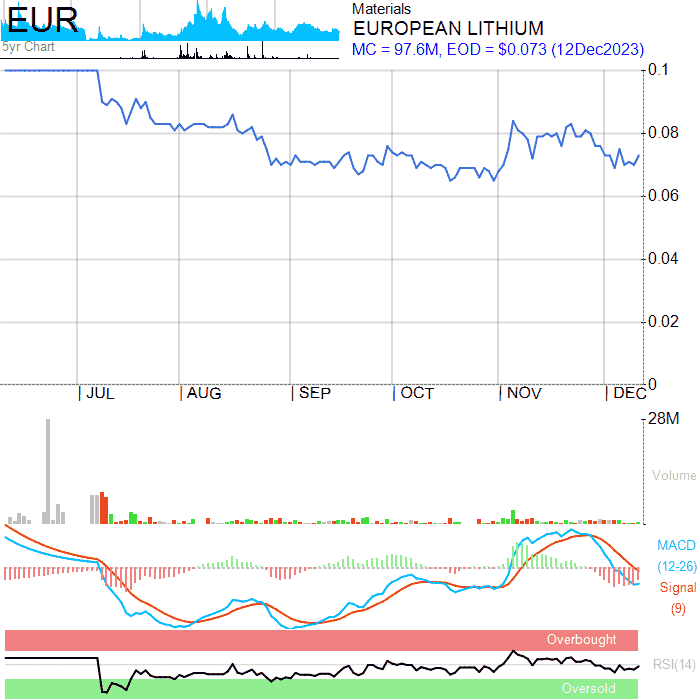 EUR
5yr Chart
Materials
EUROPEAN LITHIUM
MC = 97.6M, EOD = $0.073 (12Dec2023)
0.1
0.08
0.06
0.04
0.02
0
| JUL | AUG | SEP | OCT | NOV | DEC
28M
Volume
MACD
(12-26)
Signal
(9)
Overbought
RSI(14)
Oversold